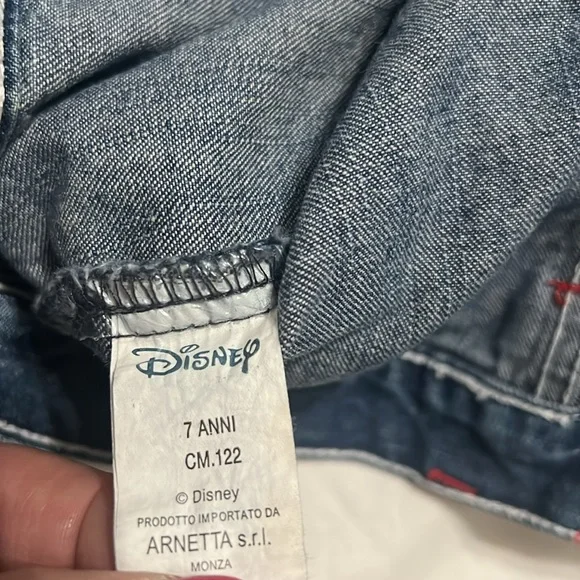 Disney
7 ANNI
CM.122
© Disney
PRODOTTO IMPORTATO DA
ARNETTA s.r.l.
MONZA